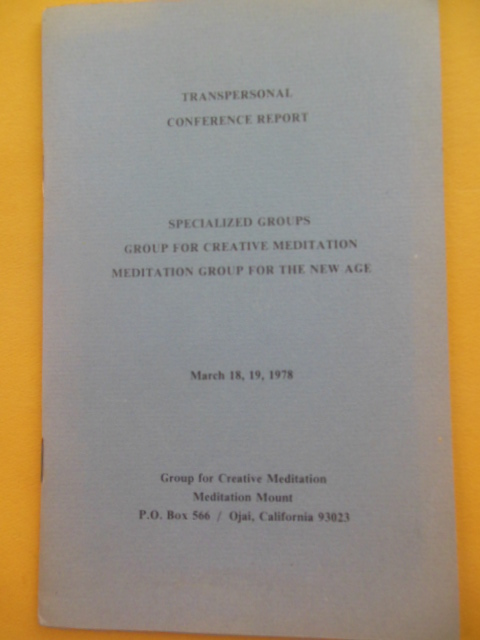 TRANSPERSONAL
CONFERENCE REPORT
SPECIALIZED GROUPS
GROUP FOR CREATIVE MEDITATION
MEDITATION GROUP FOR THE NEW AGE
March 18, 19, 1978
Group for Creative Meditation
Meditation Mount
P.O. Box 566 / Ojai, California 93023